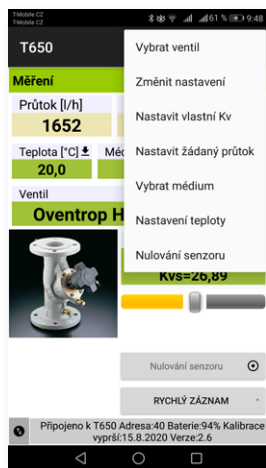 T-Mobile CZ
T-Mobile CZ
61 % 9:48
T650
Vybrat ventil
Změnit nastavení
Nastavit vlastní Kv
Nastavit žádaný průtok
Vybrat médium
Nastavení teploty
Nulování senzoru
Měření
Průtok [l/h]
1652
Teplota [°C]
20,0
Ventil
Oventrop
Kvs=26,89
Nulování senzoru
RYCHLÝ ZÁZNAM
Připojeno k T650 Adresa:40 Baterie:94% Kalibrace
vyprší:15.8.2020 Verze:2.6